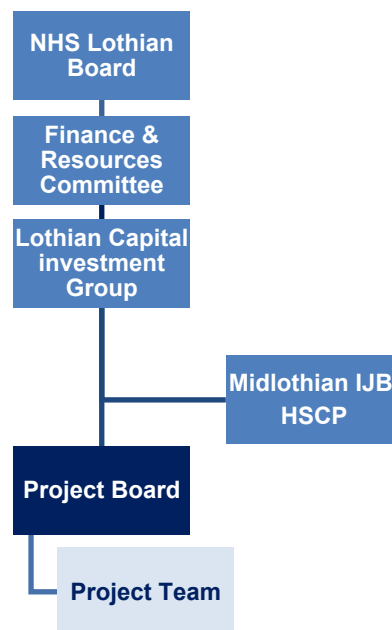 NHS Lothian
Board
Finance &
Resources
Committee
Lothian Capital
investment
Group
Midlothian IJB
HSCP
Project Board
Project Team